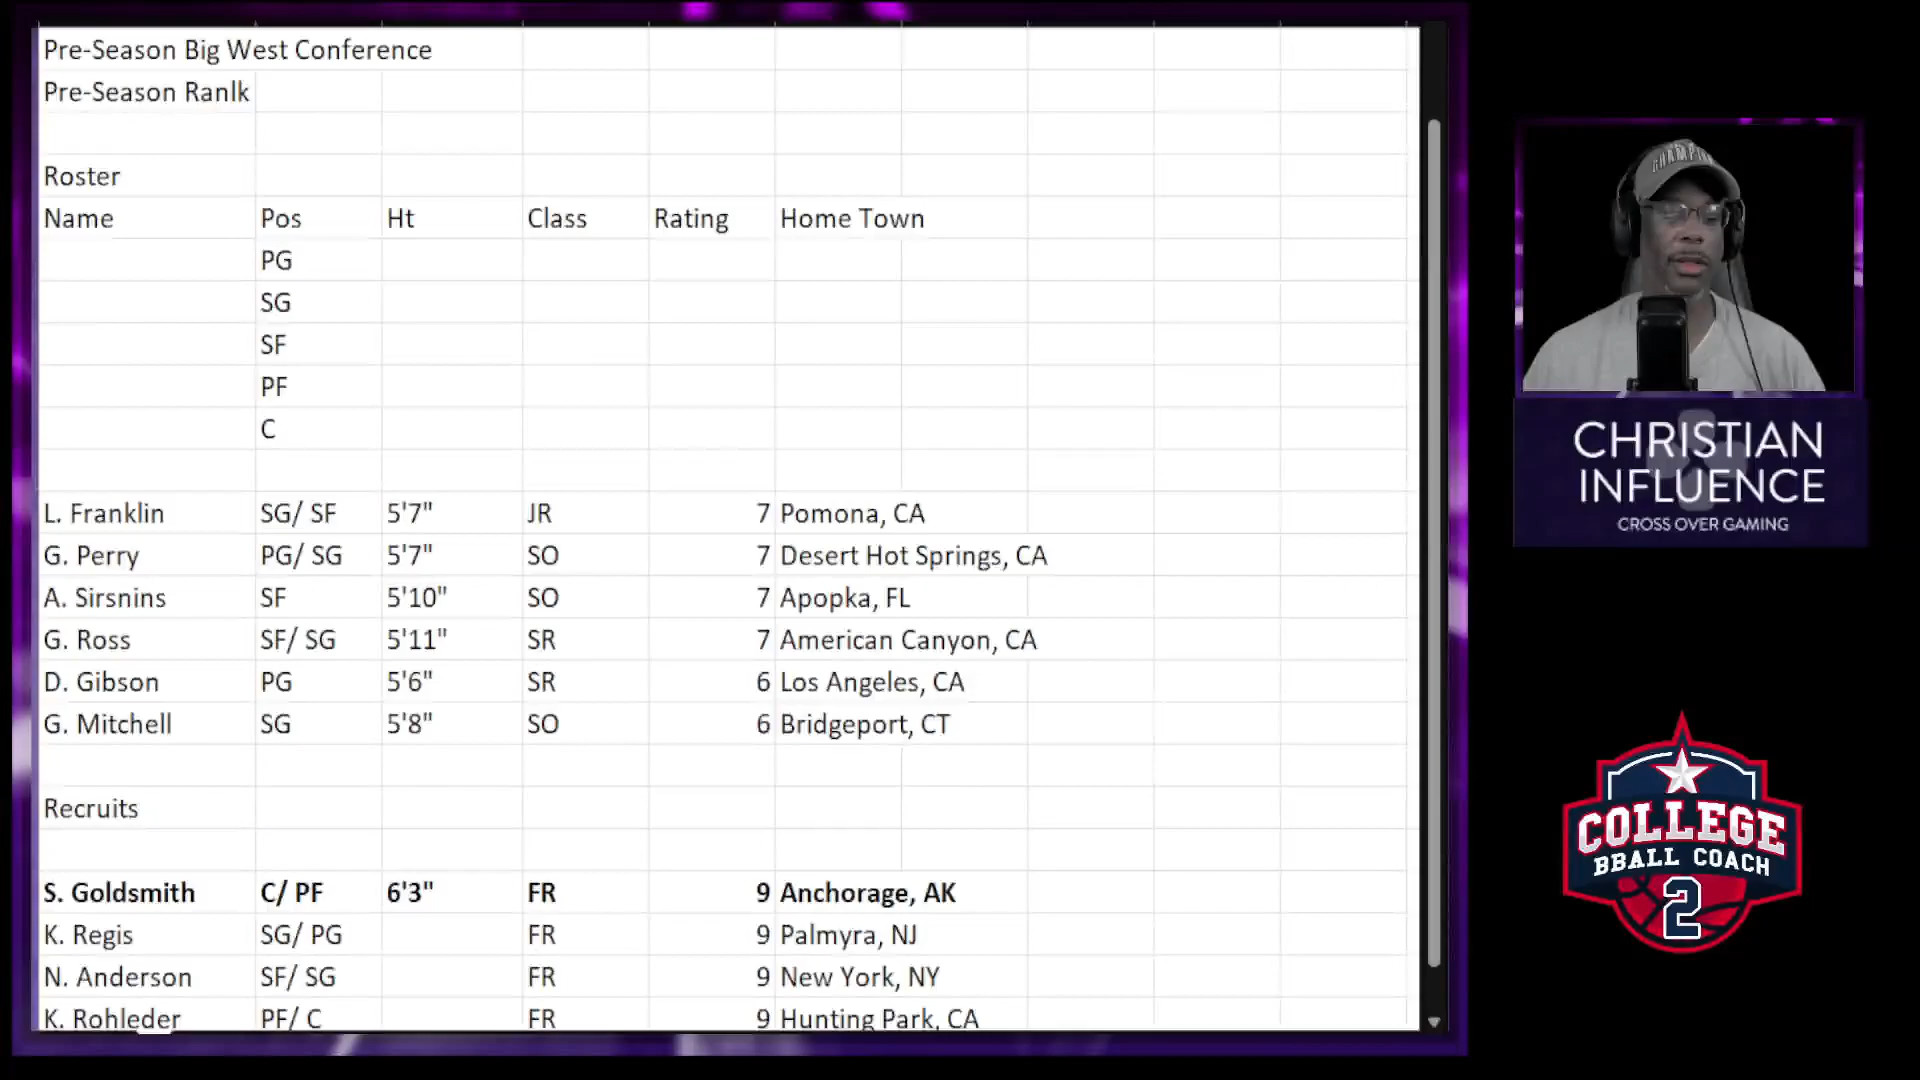 Pre-Season Big West Conference
Pre-Season Ranlk
Roster
Name Pos Ht Class Rating Home Town
PG
SG
SF
PF
C
L. Franklin SG/ SF 5'7" JR 7 Pomona, CA
G. Perry PG/ SG 5'7" SO 7 Desert Hot Springs, CA
A. Sirsnins SF 5'10" SO 7 Apopka, FL
G. Ross SF/ SG 5'11" SR 7 American Canyon, CA
D. Gibson PG 5'6" SR 6 Los Angeles, CA
G. Mitchell SG 5'8" SO 6 Bridgeport, CT
Recruits
S. Goldsmith C/ PF 6'3" FR 9 Anchorage, AK
K. Regis SG/ PG FR 9 Palmyra, NJ
N. Anderson SF/ SG FR 9 New York, NY
K. Rohleder PF/ C FR 9 Hunting Park, CA
CHRISTIAN
INFLUENCE
CROSS OVER GAMING
COLLEGE
BBALL COACH
2